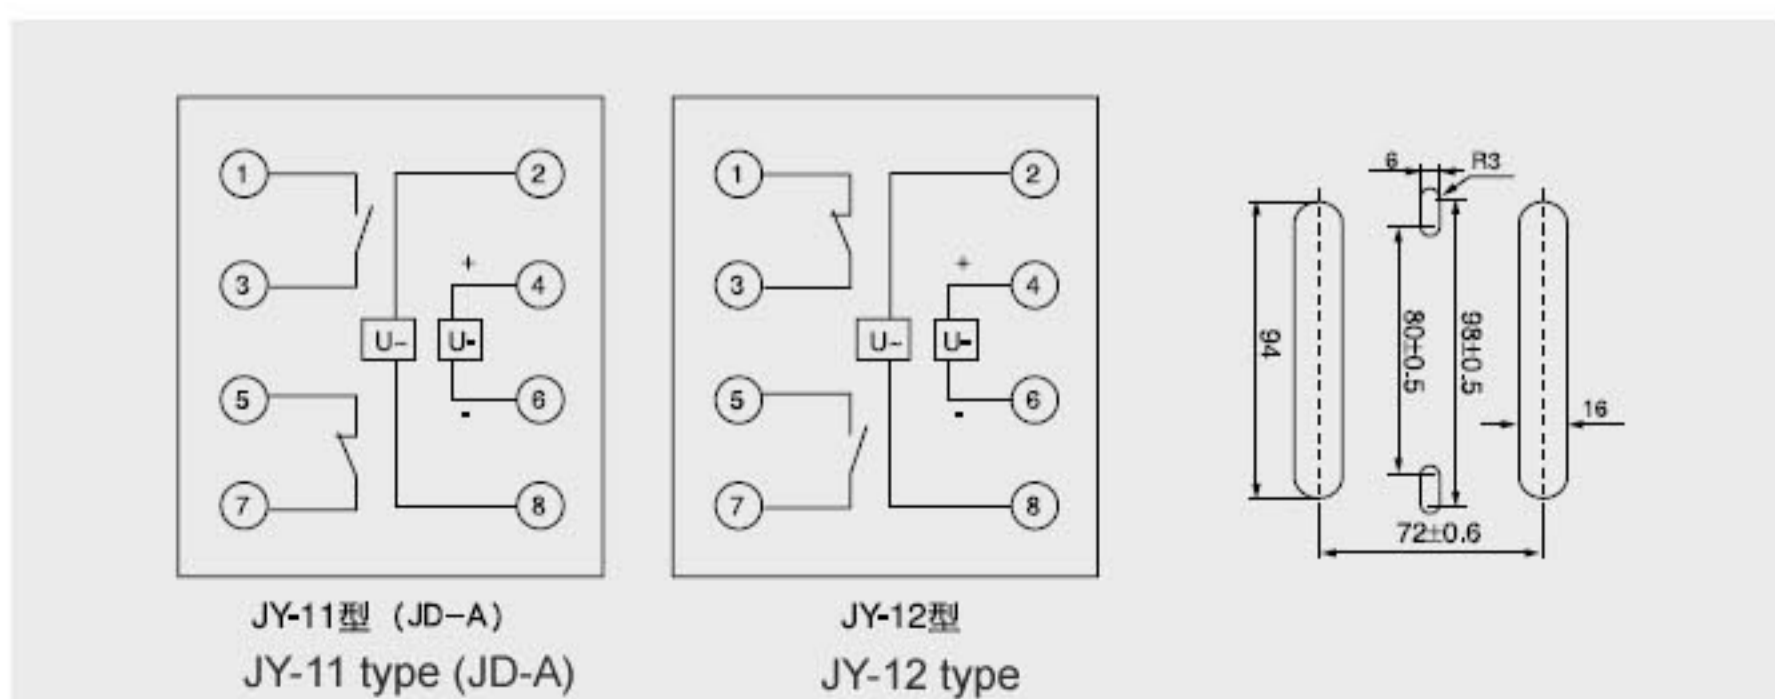 1
2
3
+
4
U~
U-
5
-
6
7
8
JY-11型 (JD-A)
JY-11 type (JD-A)
1
2
3
+
4
U~
U-
5
-
6
7
8
JY-12型
JY-12 type
6
R3
94
80±0.5
98±0.5
16
72±0.6